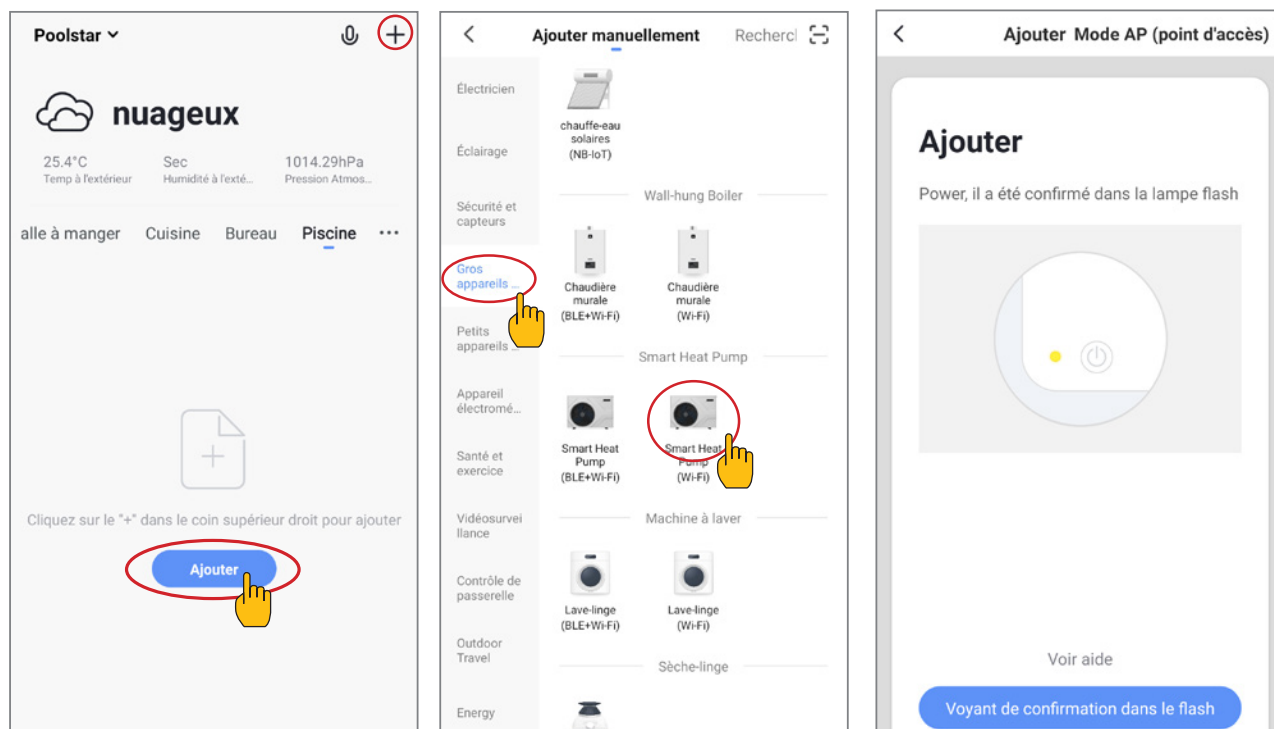 Poolstar
nuageux
25.4°C
Temp à l'extérieur
Sec
Humidité à l'exté...
1014.29hPa
Pression Atmos...
alle à manger Cuisine Bureau Piscine ...
Cliquez sur le "+" dans le coin supérieur droit pour ajouter
Ajouter
Ajouter manuellement Recherc
Électricien
Éclairage
Sécurité et
capteurs
Gros
appareils ...
Petits
appareils ...
Appareil
électromé...
Santé et
exercice
Vidéosurvei
llance
Contrôle de
passerelle
Outdoor
Travel
Energy
chauffe-eau
solaires
(NB-IoT)
Wall-hung Boiler
Chaudière
murale
(BLE+Wi-Fi)
Chaudière
murale
(Wi-Fi)
Smart Heat Pump
Smart Heat
Pump
(BLE+Wi-Fi)
Smart Heat
Pump
(Wi-Fi)
Machine à laver
Lave-linge
(BLE+Wi-Fi)
Lave-linge
(Wi-Fi)
Sèche-linge
Ajouter Mode AP (point d'accès)
Ajouter
Power, il a été confirmé dans la lampe flash
Voir aide
Voyant de confirmation dans le flash